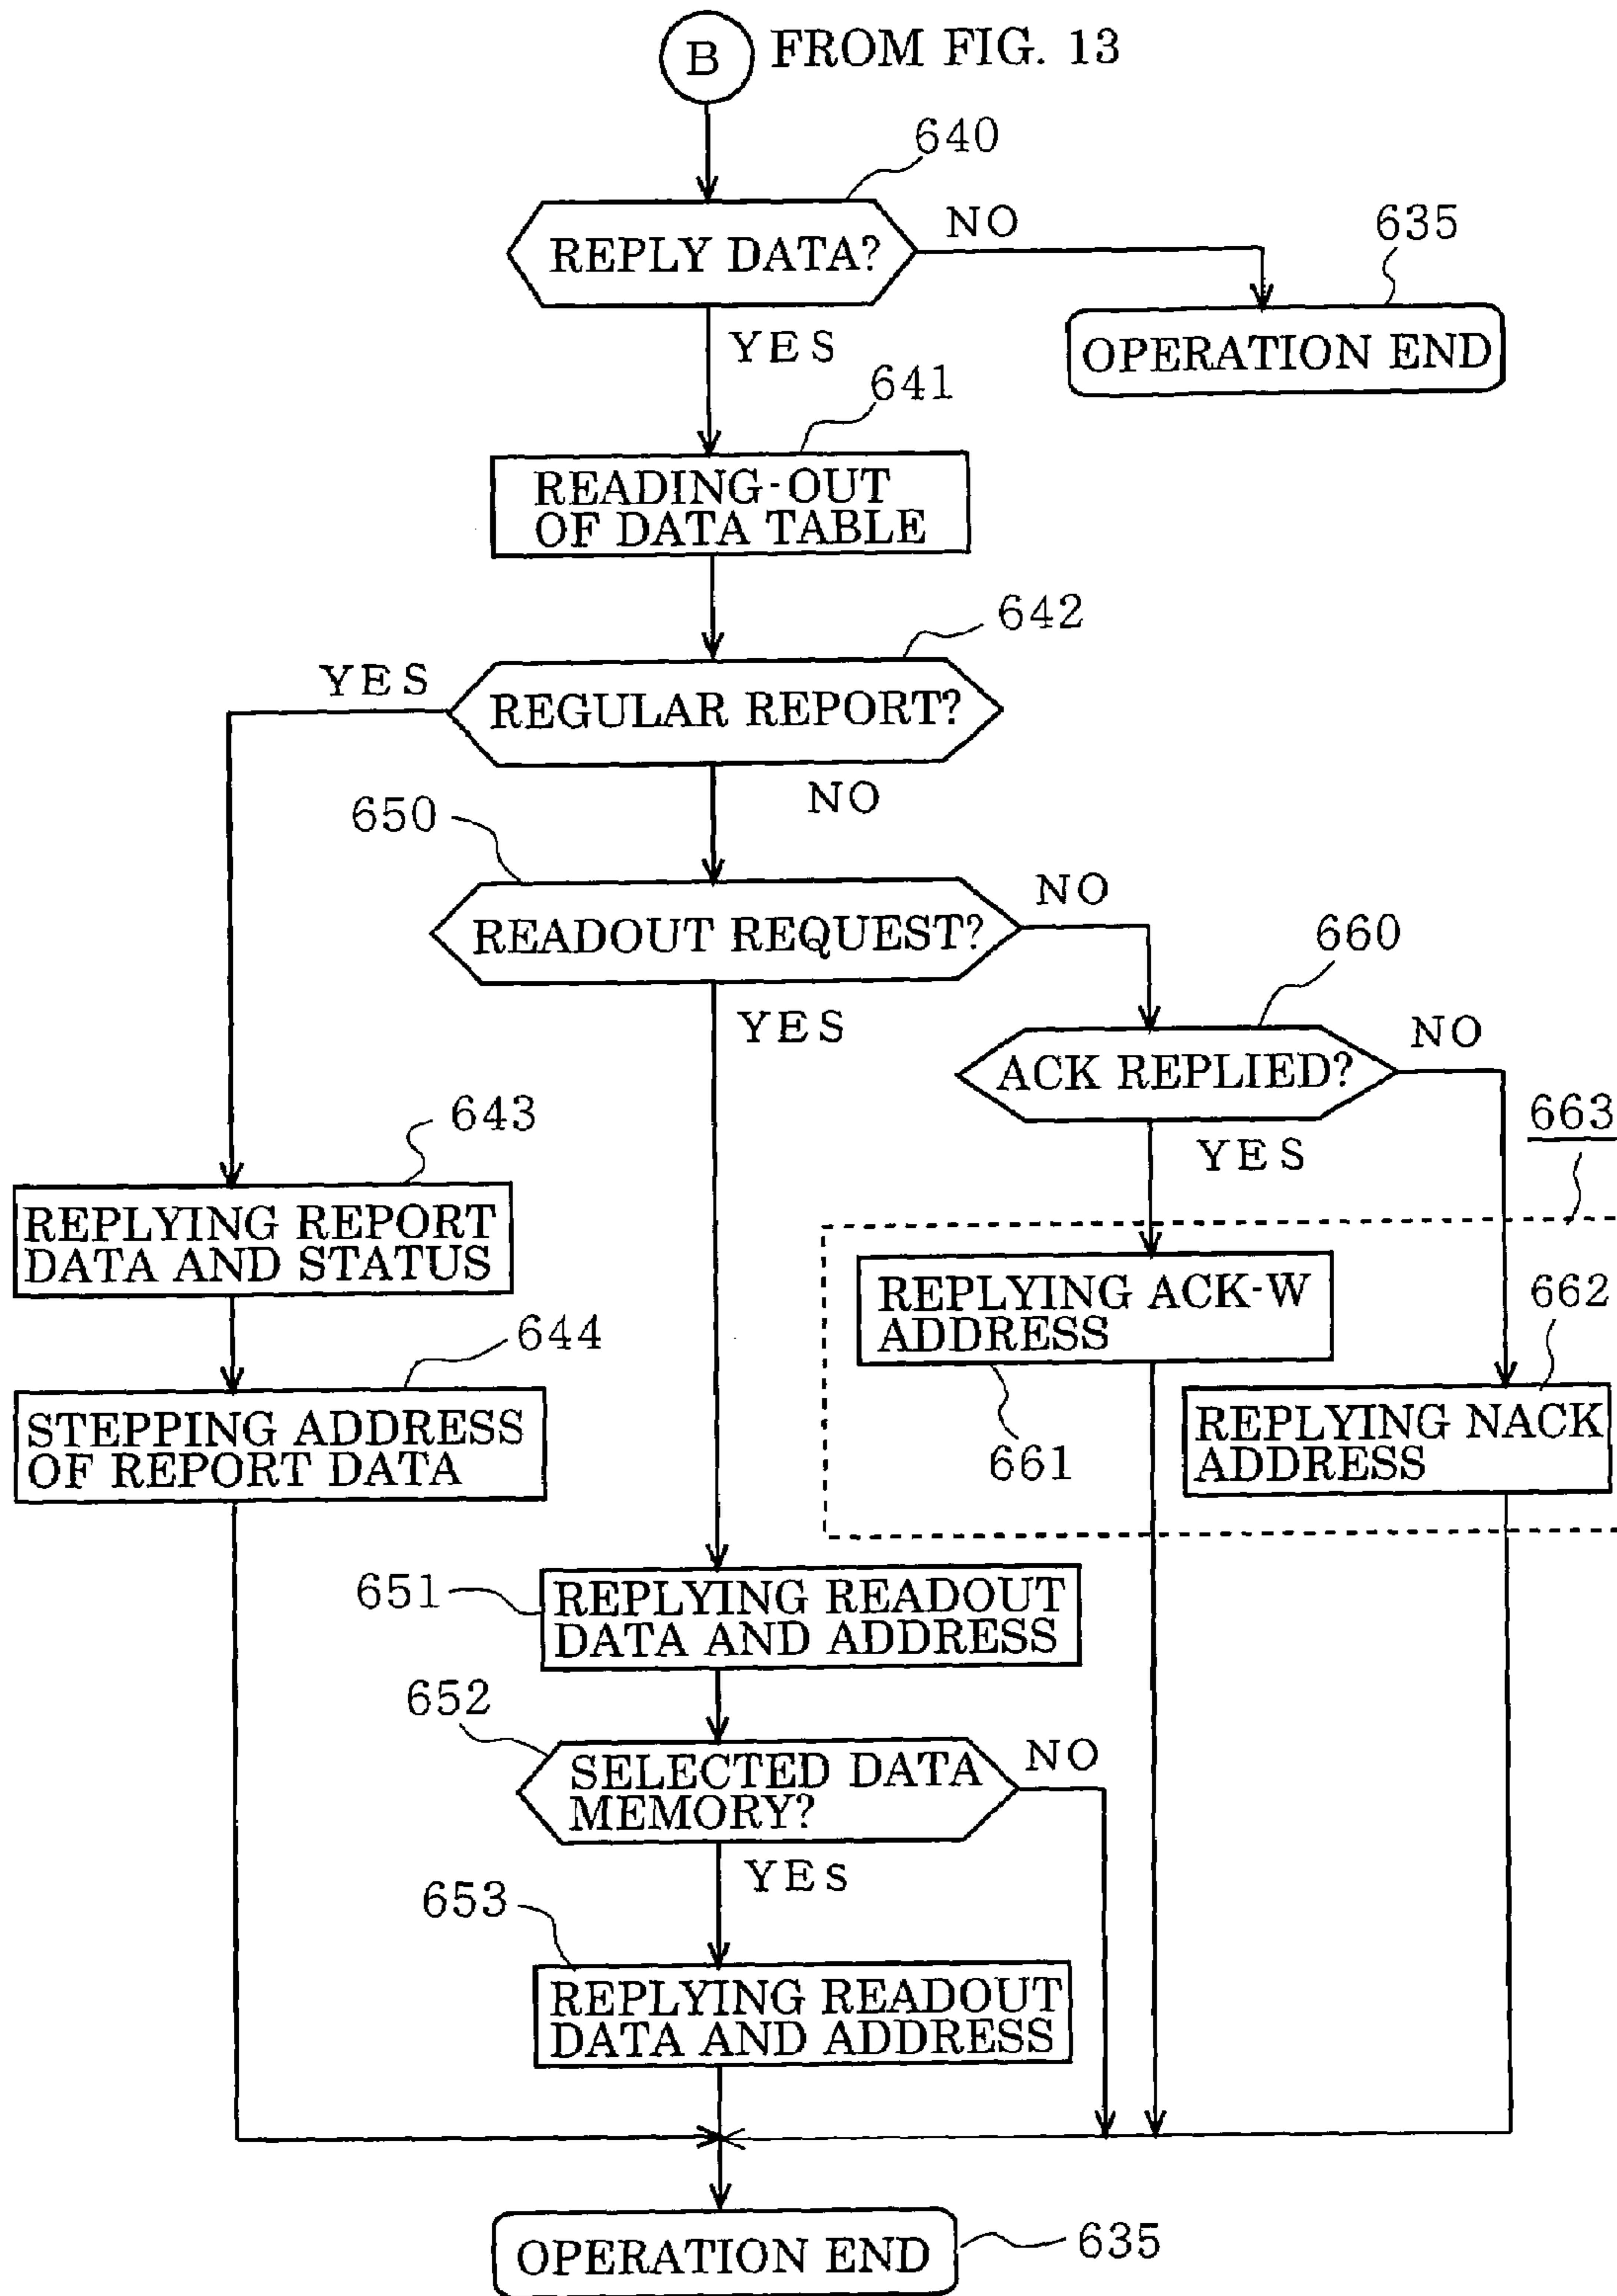 B FROM FIG. 13
640
REPLY DATA?
NO
635
OPERATION END
YES
641
READING-OUT
OF DATA TABLE
642
YES
REGULAR REPORT?
NO
650
READOUT REQUEST?
NO
660
YES
ACK REPLIED?
NO
663
643
YES
REPLYING REPORT
DATA AND STATUS
REPLYING ACK-W
ADDRESS
662
644
STEPPING ADDRESS
OF REPORT DATA
661
REPLYING NACK
ADDRESS
651
REPLYING READOUT
DATA AND ADDRESS
652
SELECTED DATA
MEMORY?
NO
YES
653
REPLYING READOUT
DATA AND ADDRESS
OPERATION END
635